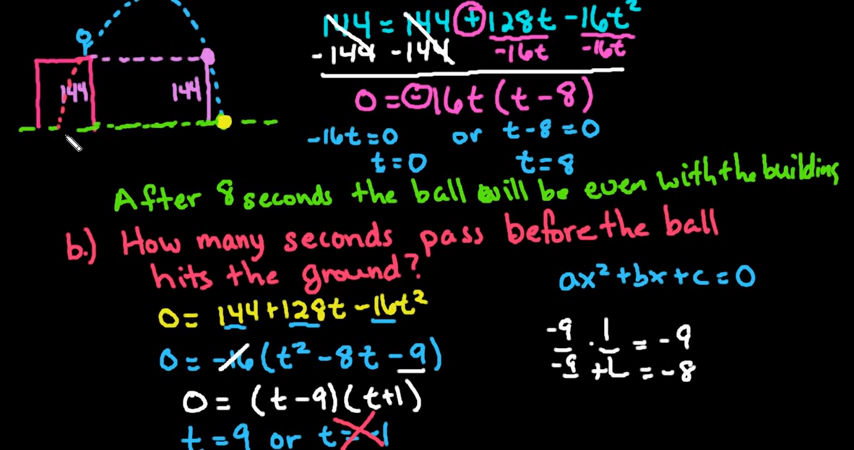 144 = 144 + 128t - 16t²
-144 -144 -16t -16t
144 144
0 = -16t (t - 8)
-16t = 0 or t - 8 = 0
t = 0 t = 8
After 8 seconds the ball will be even with the building
b.) How many seconds pass before the ball
hits the ground?
ax² + bx + c = 0
0 = 144 + 128t - 16t²
-9 · 1 = -9
0 = -16 (t² - 8t - 9)
-9 + 1 = -8
0 = (t - 9)(t + 1)
t = 9 or t = -1